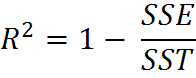 R² = 1 − SSE/SST